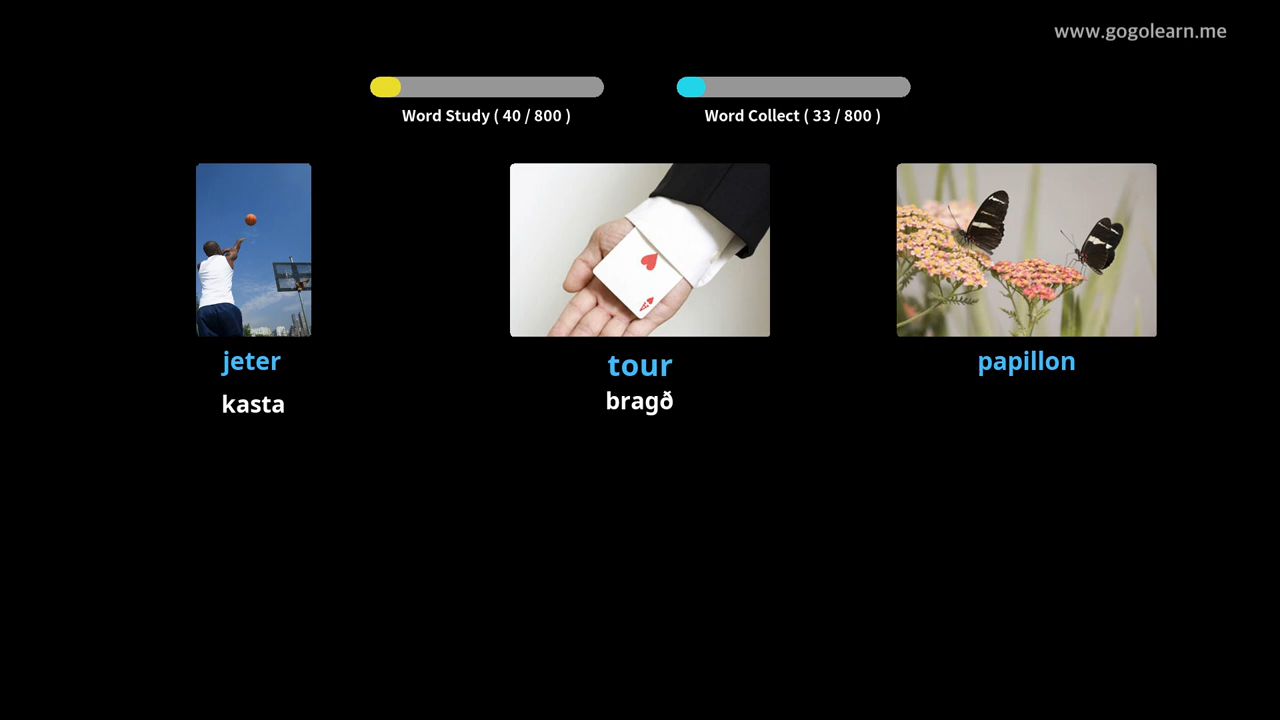 www.gogolearn.me
Word Study ( 40 / 800 )
Word Collect ( 33 / 800 )
jeter
tour
papillon
kasta
bragð